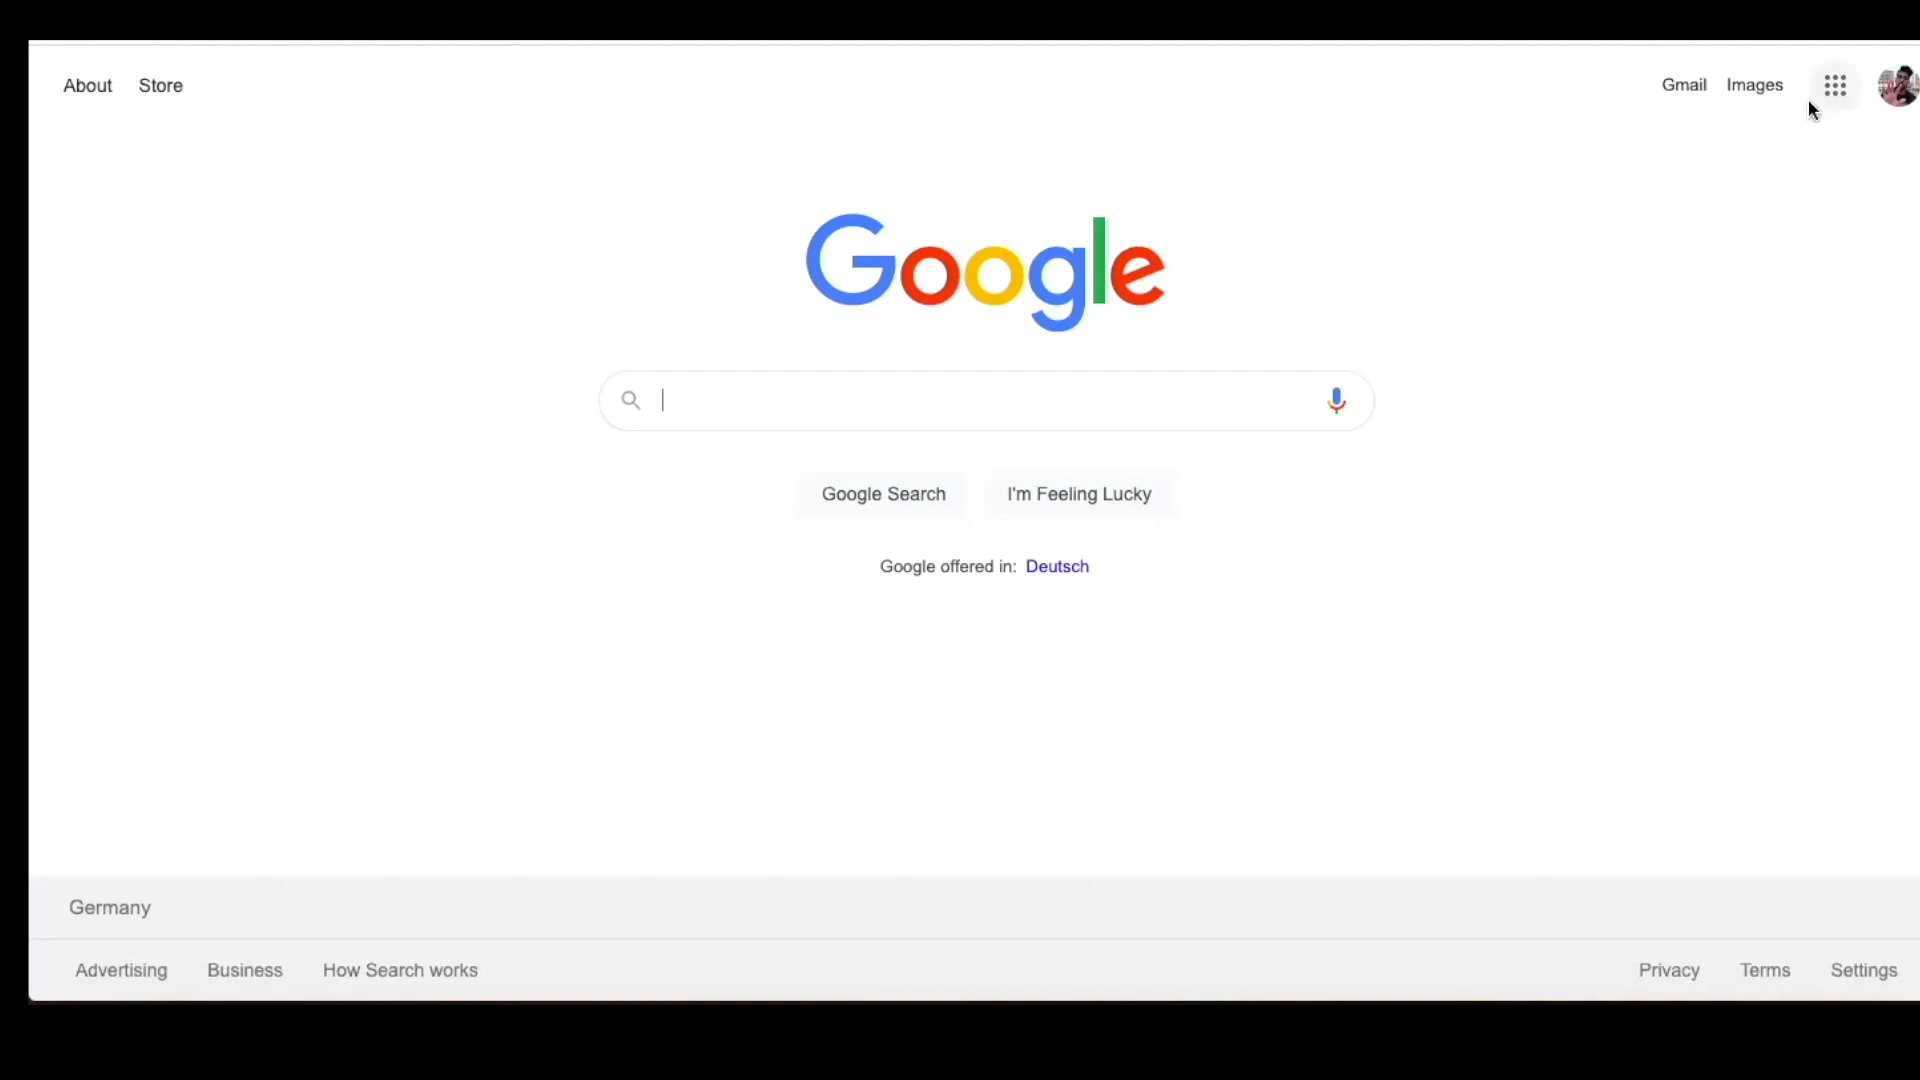 About Store Gmail Images
Google
Google Search I'm Feeling Lucky
Google offered in: Deutsch
Germany
Advertising Business How Search works Privacy Terms Settings